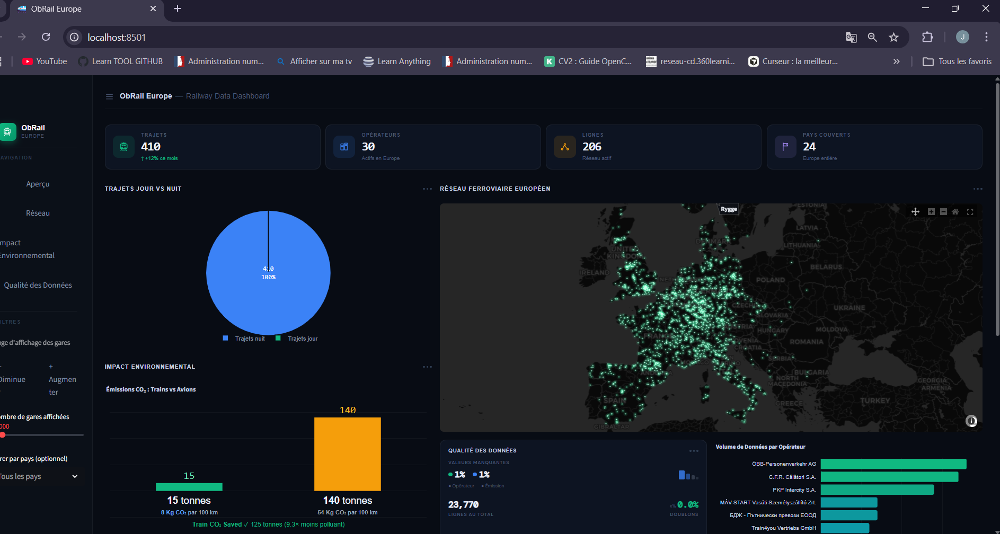 ObRail Europe
localhost:8501
YouTube
Learn TOOL GITHUB
Administration num...
Afficher sur ma tv
Learn Anything
Administration num...
CV2 : Guide OpenC...
reseau-cd.360learni...
Curseur : la meilleur...
Tous les favoris
ObRail Europe — Railway Data Dashboard
ObRail
EUROPE
AVIGATION
Aperçu
Réseau
mpact
Environnemental
Qualité des Données
ILTRES
ge d'affichage des gares
-
Diminue
r
+
Augmen
ter
ombre de gares affichées
000
rer par pays (optionnel)
Tous les pays
TRAJETS
410
↑ +12% ce mois
OPÉRATEURS
30
Actifs en Europe
LIGNES
206
Réseau actif
PAYS COUVERTS
24
Europe entière
TRAJETS JOUR VS NUIT
410
100%
Trajets nuit
Trajets jour
IMPACT ENVIRONNEMENTAL
Émissions CO₂ : Trains vs Avions
15
140
15 tonnes
140 tonnes
8 Kg CO₂ par 100 km
54 Kg CO₂ par 100 km
Train CO₂ Saved ✓ 125 tonnes (9.3× moins polluant)
RÉSEAU FERROVIAIRE EUROPÉEN
Rygge
ESTONIA
LATVIA
LITHUANIA
DENMAR
UNITED
KINGDO
IRELAND
BELARUS
POLAND
UKRAINE
CZECH
SLOVAKIA
HUNGARY
MOLDOVA
ROMANIA
FRANCE
CROATIA
SERBIA
BULGARIA
NORTH
MACEDONIA
GEORGIA
ARMENIA
TURKEY
GREECE
SPAIN
GIBRALTAR
QUALITÉ DES DONNÉES
VALEURS MANQUANTES
1%
1%
Opérateur
Émission
23,770
LIGNES AU TOTAL
x% 0.0%
DOUBLONS
Volume de Données par Opérateur
ÖBB-Personenverkehr AG
C.F.R. Călători S.A.
PKP Intercity S.A.
MÁV-START Vasúti Személyszállító Zrt.
БДЖ - Пътнически превози ЕООД
Train4you Vertriebs GmbH
J